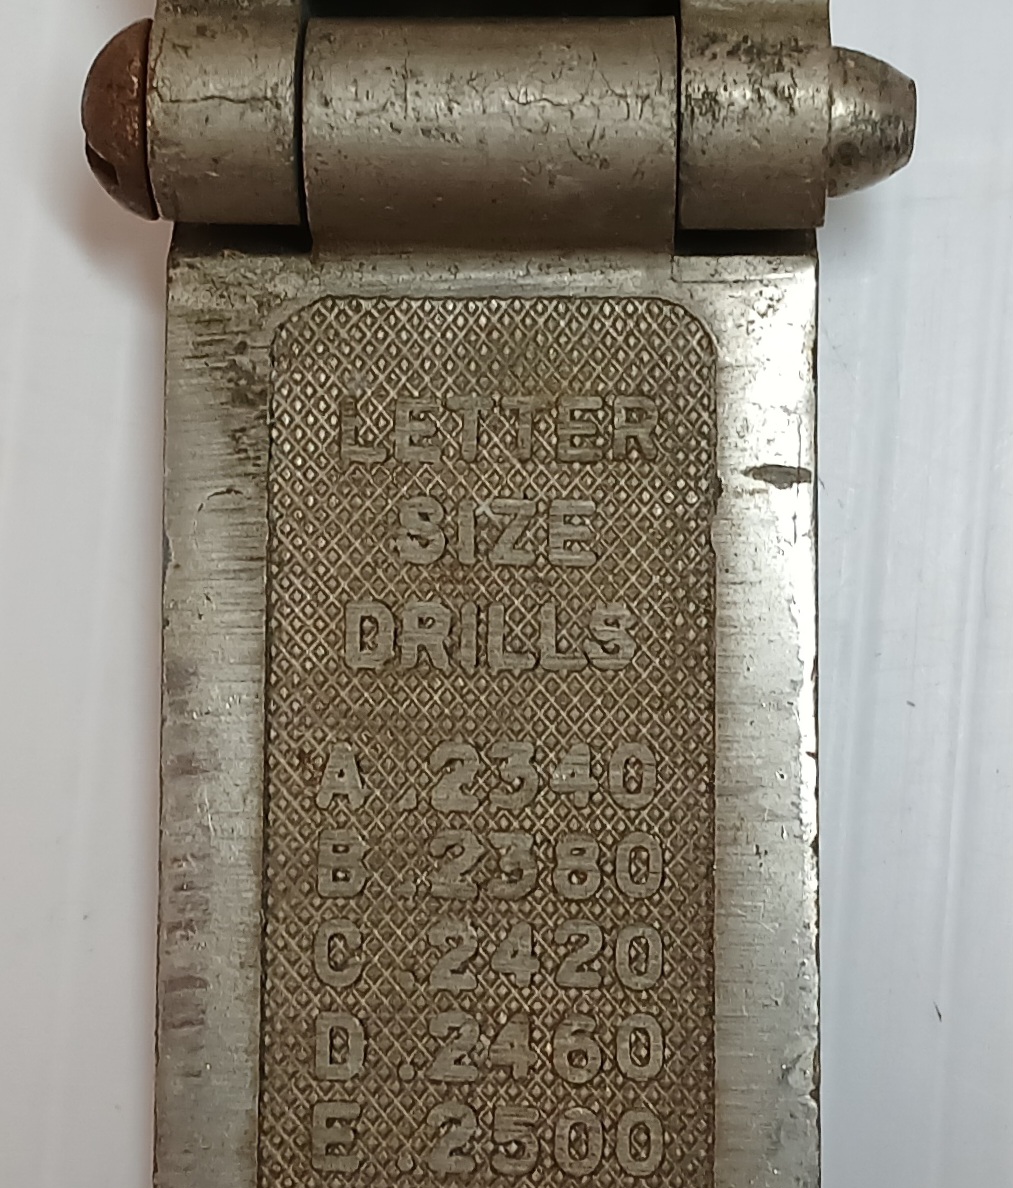 LETTER
SIZE
DRILLS
A .2340
B .2380
C .2420
D .2460
E .2500